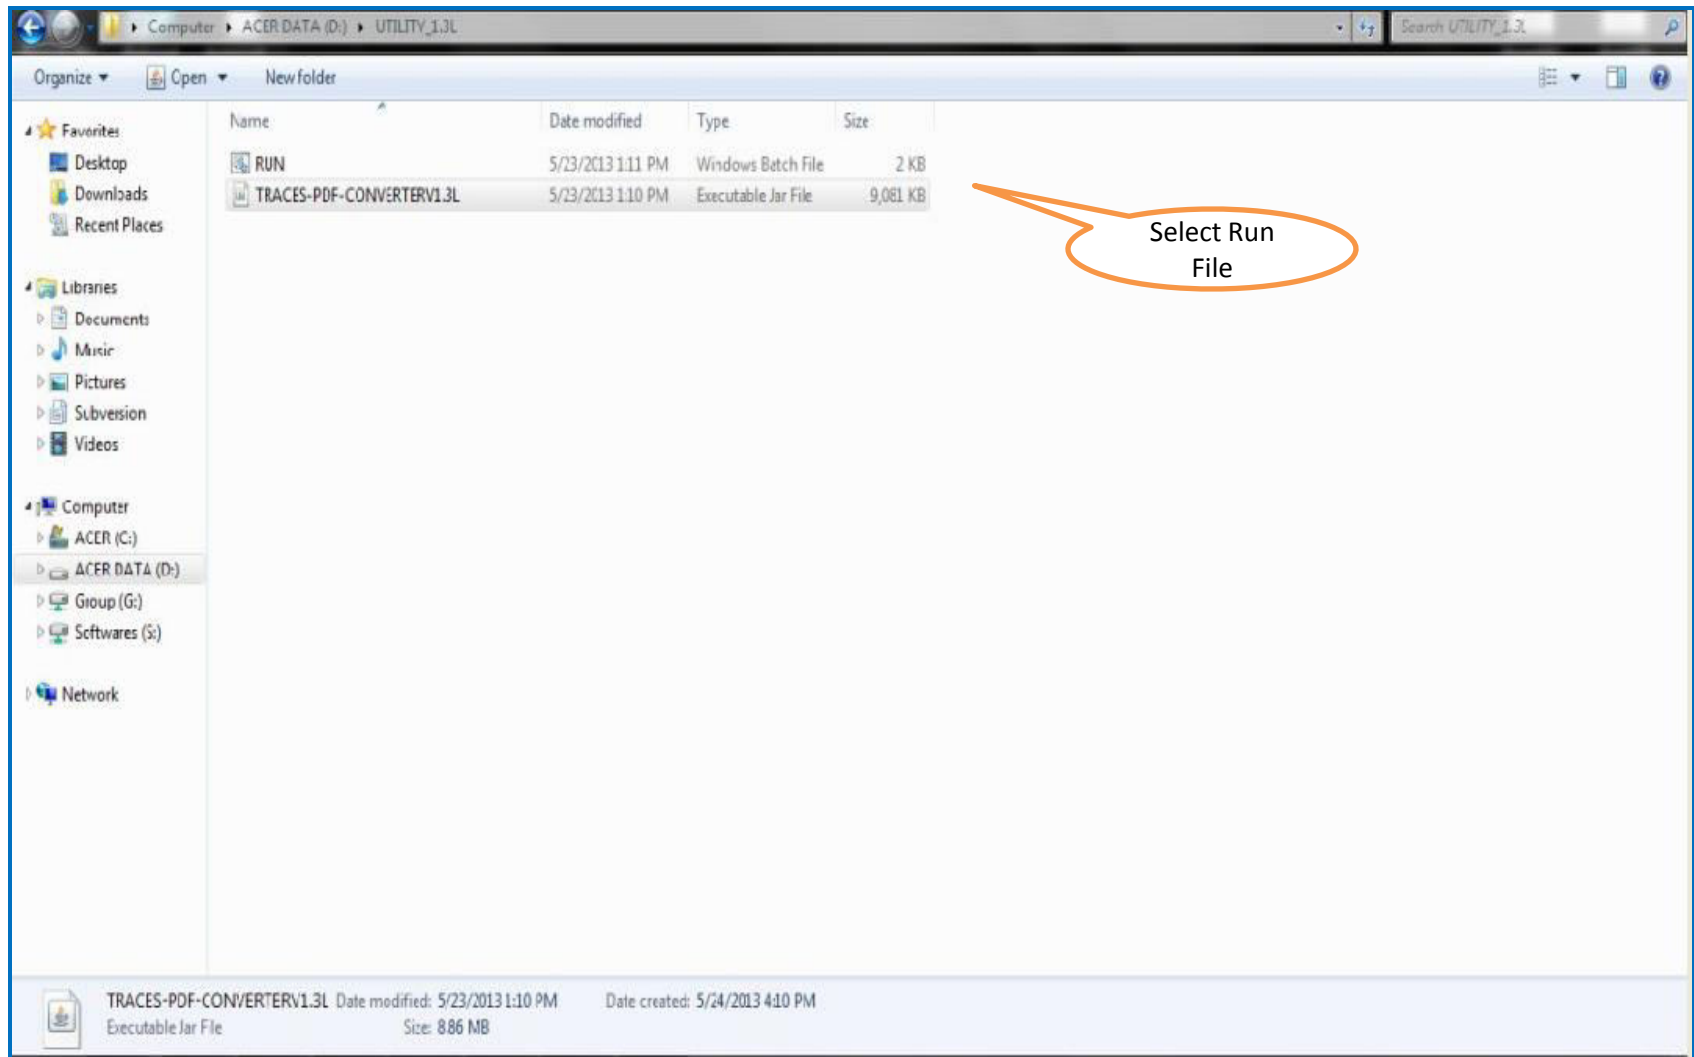 Computer ▸ ACER DATA (D:) ▸ UTILITY_1.3L
Search UTILITY_1.3L
Organize Open New folder
Name Date modified Type Size
RUN 5/23/2013 1:11 PM Windows Batch File 2 KB
TRACES-PDF-CONVERTERV1.3L 5/23/2013 1:10 PM Executable Jar File 9,081 KB
Select Run
File
Favorites
Desktop
Downloads
Recent Places
Libraries
Documents
Music
Pictures
Subversion
Videos
Computer
ACER (C:)
ACER DATA (D:)
Group (G:)
Softwares (S:)
Network
TRACES-PDF-CONVERTERV1.3L Date modified: 5/23/2013 1:10 PM Date created: 5/24/2013 4:10 PM
Executable Jar File Size: 8.86 MB